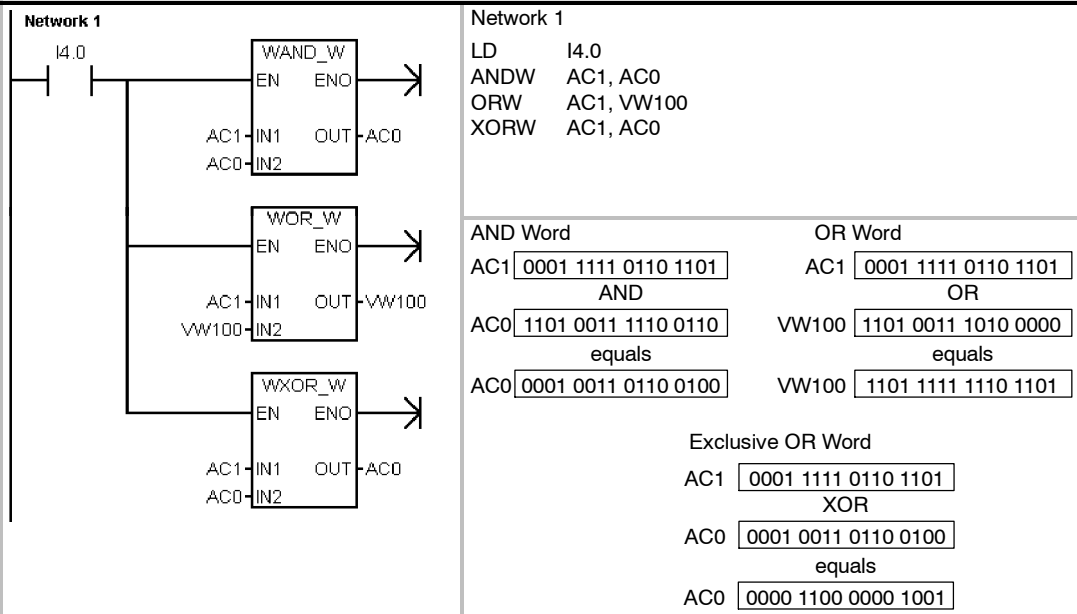 Network 1
I4.0
WAND_W
EN ENO
AC1 IN1 OUT AC0
AC0 IN2
WOR_W
EN ENO
AC1 IN1 OUT VW100
VW100 IN2
WXOR_W
EN ENO
AC1 IN1 OUT AC0
AC0 IN2
Network 1
LD I4.0
ANDW AC1, AC0
ORW AC1, VW100
XORW AC1, AC0
AND Word
AC1 0001 1111 0110 1101
AND
AC0 1101 0011 1110 0110
equals
AC0 0001 0011 0110 0100
OR Word
AC1 0001 1111 0110 1101
OR
VW100 1101 0011 1010 0000
equals
VW100 1101 1111 1110 1101
Exclusive OR Word
AC1 0001 1111 0110 1101
XOR
AC0 0001 0011 0110 0100
equals
AC0 0000 1100 0000 1001